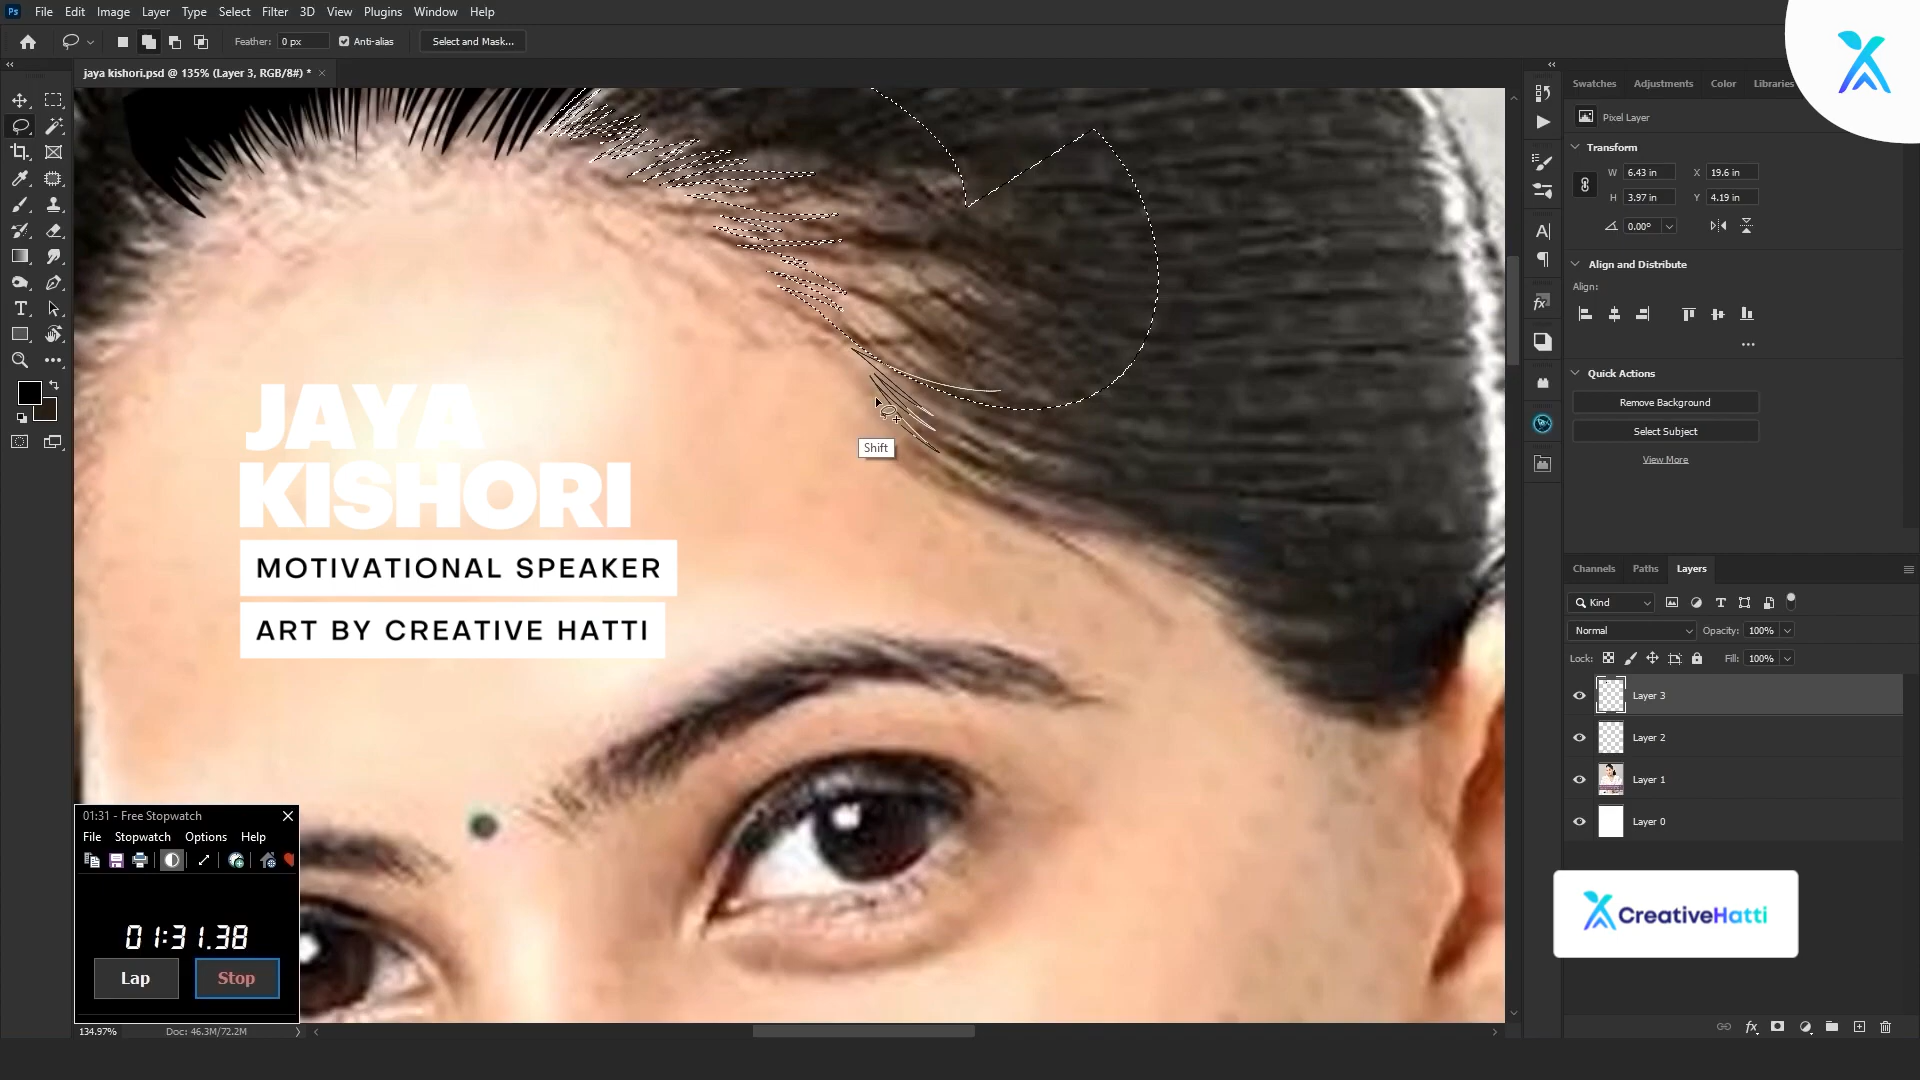 Ps File Edit Image Layer Type Select Filter 3D View Plugins Window Help
Feather: 0 px Anti-alias Select and Mask...
jaya kishori.psd @ 135% (Layer 3, RGB/8#) *
Swatches Adjustments Color Libraries
Pixel Layer
Transform
W 6.43 in X 19.6 in
H 3.97 in Y 4.19 in
0.00°
Align and Distribute
Align:
Quick Actions
Remove Background
Select Subject
View More
Shift
JAYA
KISHORI
MOTIVATIONAL SPEAKER
ART BY CREATIVE HATTI
Channels Paths Layers
Kind
Normal Opacity: 100%
Lock: Fill: 100%
Layer 3
Layer 2
Layer 1
Layer 0
CreativeHatti
01:31 - Free Stopwatch
File Stopwatch Options Help
01:31.38
Lap Stop
134.97% Doc: 46.3M/72.2M